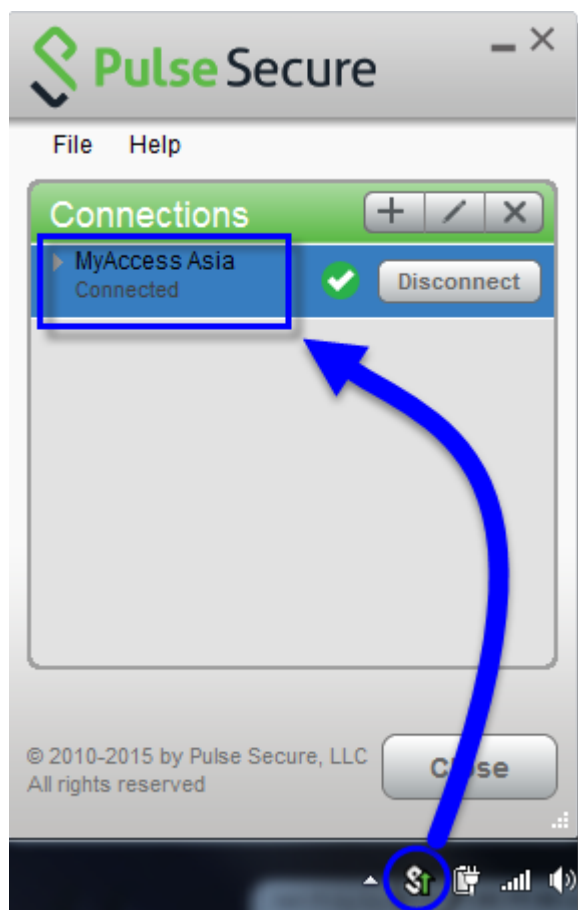 Pulse Secure
File Help
Connections
MyAccess Asia
Connected
Disconnect
© 2010-2015 by Pulse Secure, LLC
All rights reserved
Close